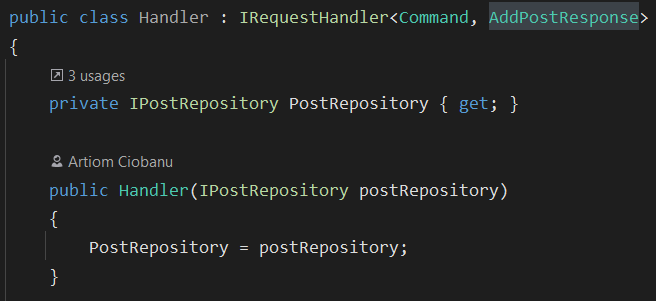 public class Handler : IRequestHandler<Command, AddPostResponse>
{
3 usages
private IPostRepository PostRepository { get; }
Artiom Ciobanu
public Handler(IPostRepository postRepository)
{
PostRepository = postRepository;
}